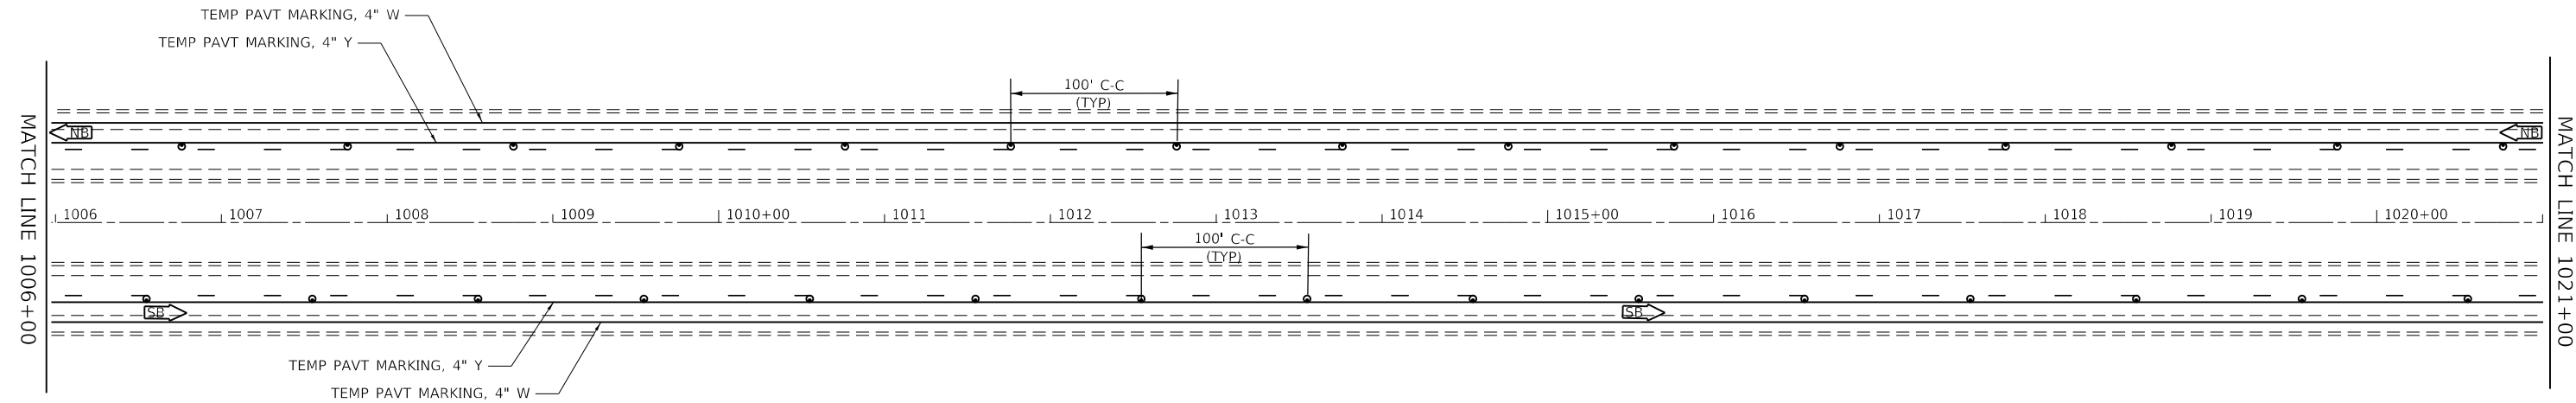 TEMP PAVT MARKING, 4" W
TEMP PAVT MARKING, 4" Y
100' C-C
(TYP)
MATCH LINE 1006+00
NB
NB
MATCH LINE 1021+00
1006 1007 1008 1009 1010+00 1011 1012 1013 1014 1015+00 1016 1017 1018 1019 1020+00
100' C-C
(TYP)
SB
SB
TEMP PAVT MARKING, 4" Y
TEMP PAVT MARKING, 4" W